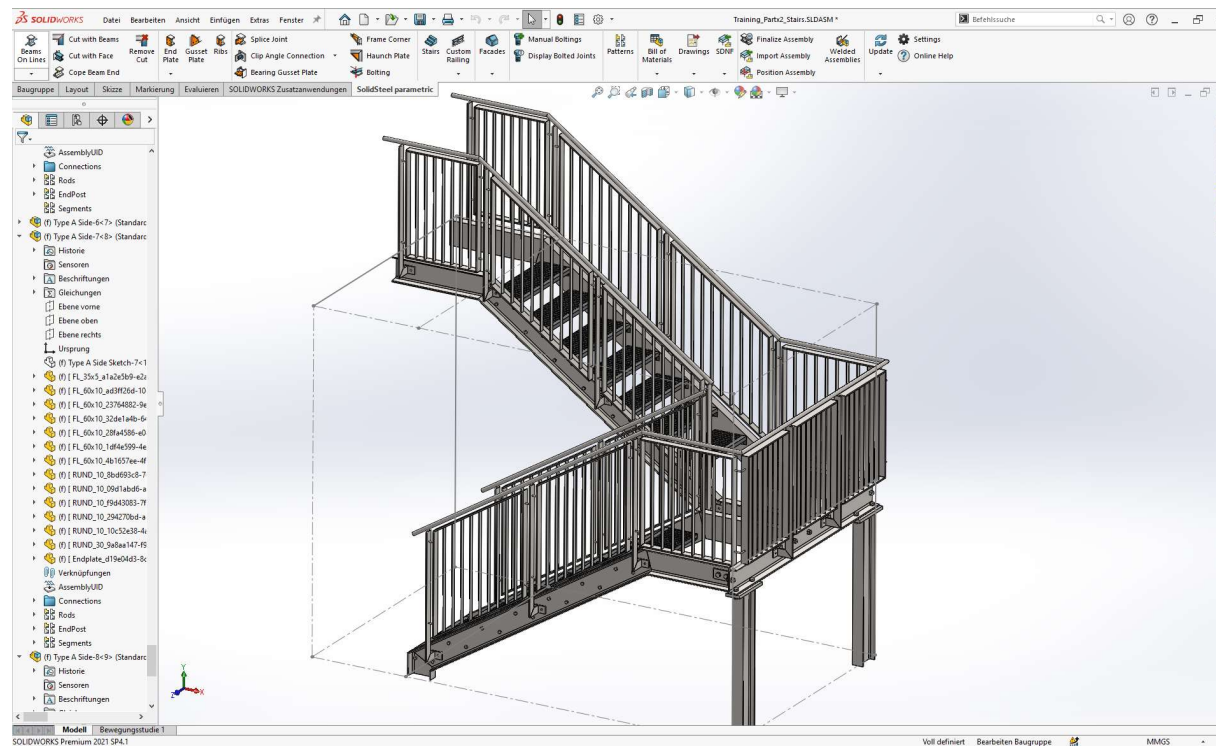 SOLIDWORKS Datei Bearbeiten Ansicht Einfügen Extras Fenster Training_Partx2_Stairs.SLDASM * Befehlssuche
Beams On Lines
Cut with Beams
Cut with Face
Cope Beam End
Remove Cut
End Plate
Gusset Plate
Ribs
Splice Joint
Clip Angle Connection
Bearing Gusset Plate
Frame Corner
Haunch Plate
Bolting
Stairs
Custom Railing
Facades
Manual Boltings
Display Bolted Joints
Patterns
Bill of Materials
Drawings
SDNF
Finalize Assembly
Import Assembly
Position Assembly
Welded Assemblies
Update
Settings
Online Help
Baugruppe Layout Skizze Markierung Evaluieren SOLIDWORKS Zusatzanwendungen SolidSteel parametric
AssemblyUID
Connections
Rods
EndPost
Segments
(f) Type A Side-6<7> (Standarc
(f) Type A Side-7<8> (Standarc
Historie
Sensoren
Beschriftungen
Gleichungen
Ebene vorne
Ebene oben
Ebene rechts
Ursprung
(f) Type A Side Sketch-7<1
(f) [ FL_35x5_a1a2e5b9-e2a
(f) [ FL_60x10_ad3ff26d-10
(f) [ FL_60x10_23764882-9e
(f) [ FL_60x10_32de1a4b-64
(f) [ FL_60x10_28fa4586-e0
(f) [ FL_60x10_1df4e599-4e
(f) [ FL_60x10_4b1657ee-4f
(f) [ RUND_10_8bd693c8-7
(f) [ RUND_10_09d1abd6-a
(f) [ RUND_10_f9d43083-7f
(f) [ RUND_10_294270bd-a
(f) [ RUND_10_10c52e38-4a
(f) [ RUND_30_9a8aa147-f9
(f) [ Endplate_d19e04d3-8c
Verknüpfungen
AssemblyUID
Connections
Rods
EndPost
Segments
(f) Type A Side-8<9> (Standarc
Historie
Sensoren
Beschriftungen
Y
X
Z
Modell Bewegungsstudie 1
SOLIDWORKS Premium 2021 SP4.1 Voll definiert Bearbeiten Baugruppe MMGS